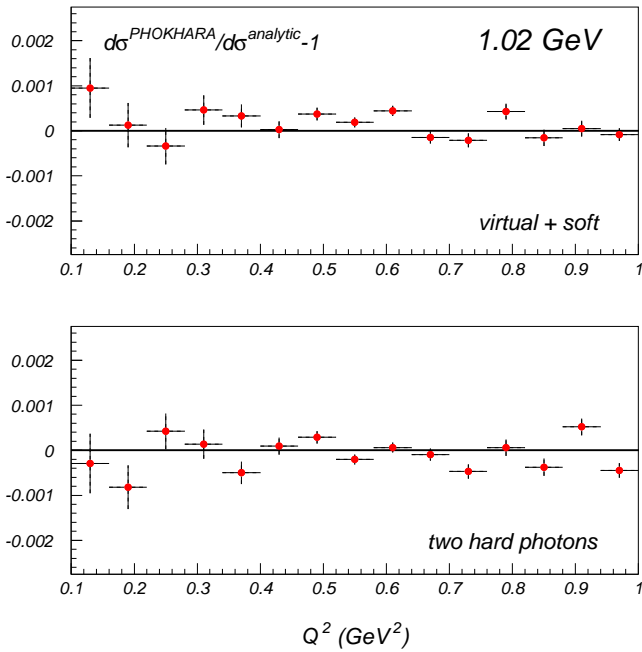 dσ^PHOKHARA/dσ^analytic-1
1.02 GeV
0.002
0.001
0
-0.001
-0.002
virtual + soft
0.1 0.2 0.3 0.4 0.5 0.6 0.7 0.8 0.9 1
0.002
0.001
0
-0.001
-0.002
two hard photons
0.1 0.2 0.3 0.4 0.5 0.6 0.7 0.8 0.9 1
Q² (GeV²)